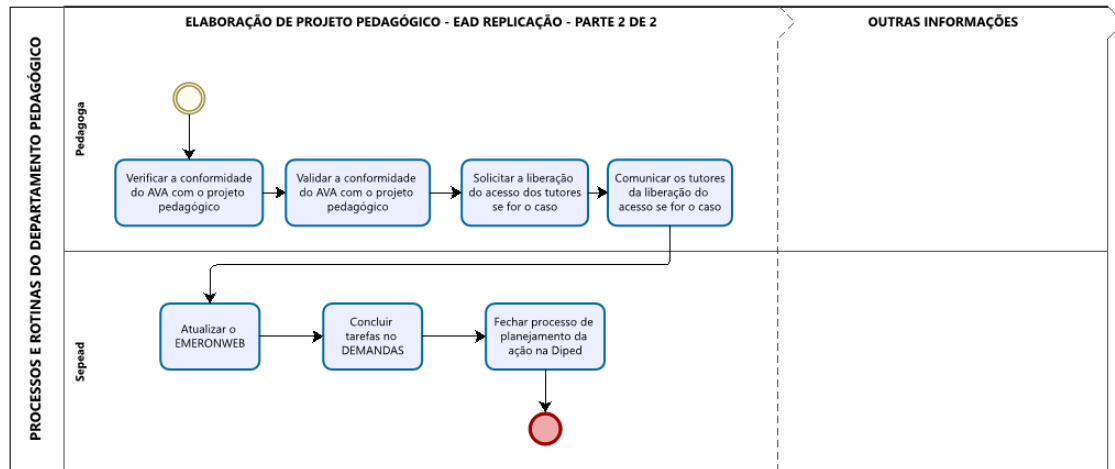 ELABORAÇÃO DE PROJETO PEDAGÓGICO - EAD REPLICAÇÃO - PARTE 2 DE 2
OUTRAS INFORMAÇÕES
PROCESSOS E ROTINAS DO DEPARTAMENTO PEDAGÓGICO
Pedagoga
Verificar a conformidade
do AVA com o projeto
pedagógico
Validar a conformidade
do AVA com o projeto
pedagógico
Solicitar a liberação
do acesso dos tutores
se for o caso
Comunicar os tutores
da liberação do
acesso se for o caso
Sepead
Atualizar o
EMERONWEB
Concluir
tarefas no
DEMANDAS
Fechar processo de
planejamento da
ação na Diped